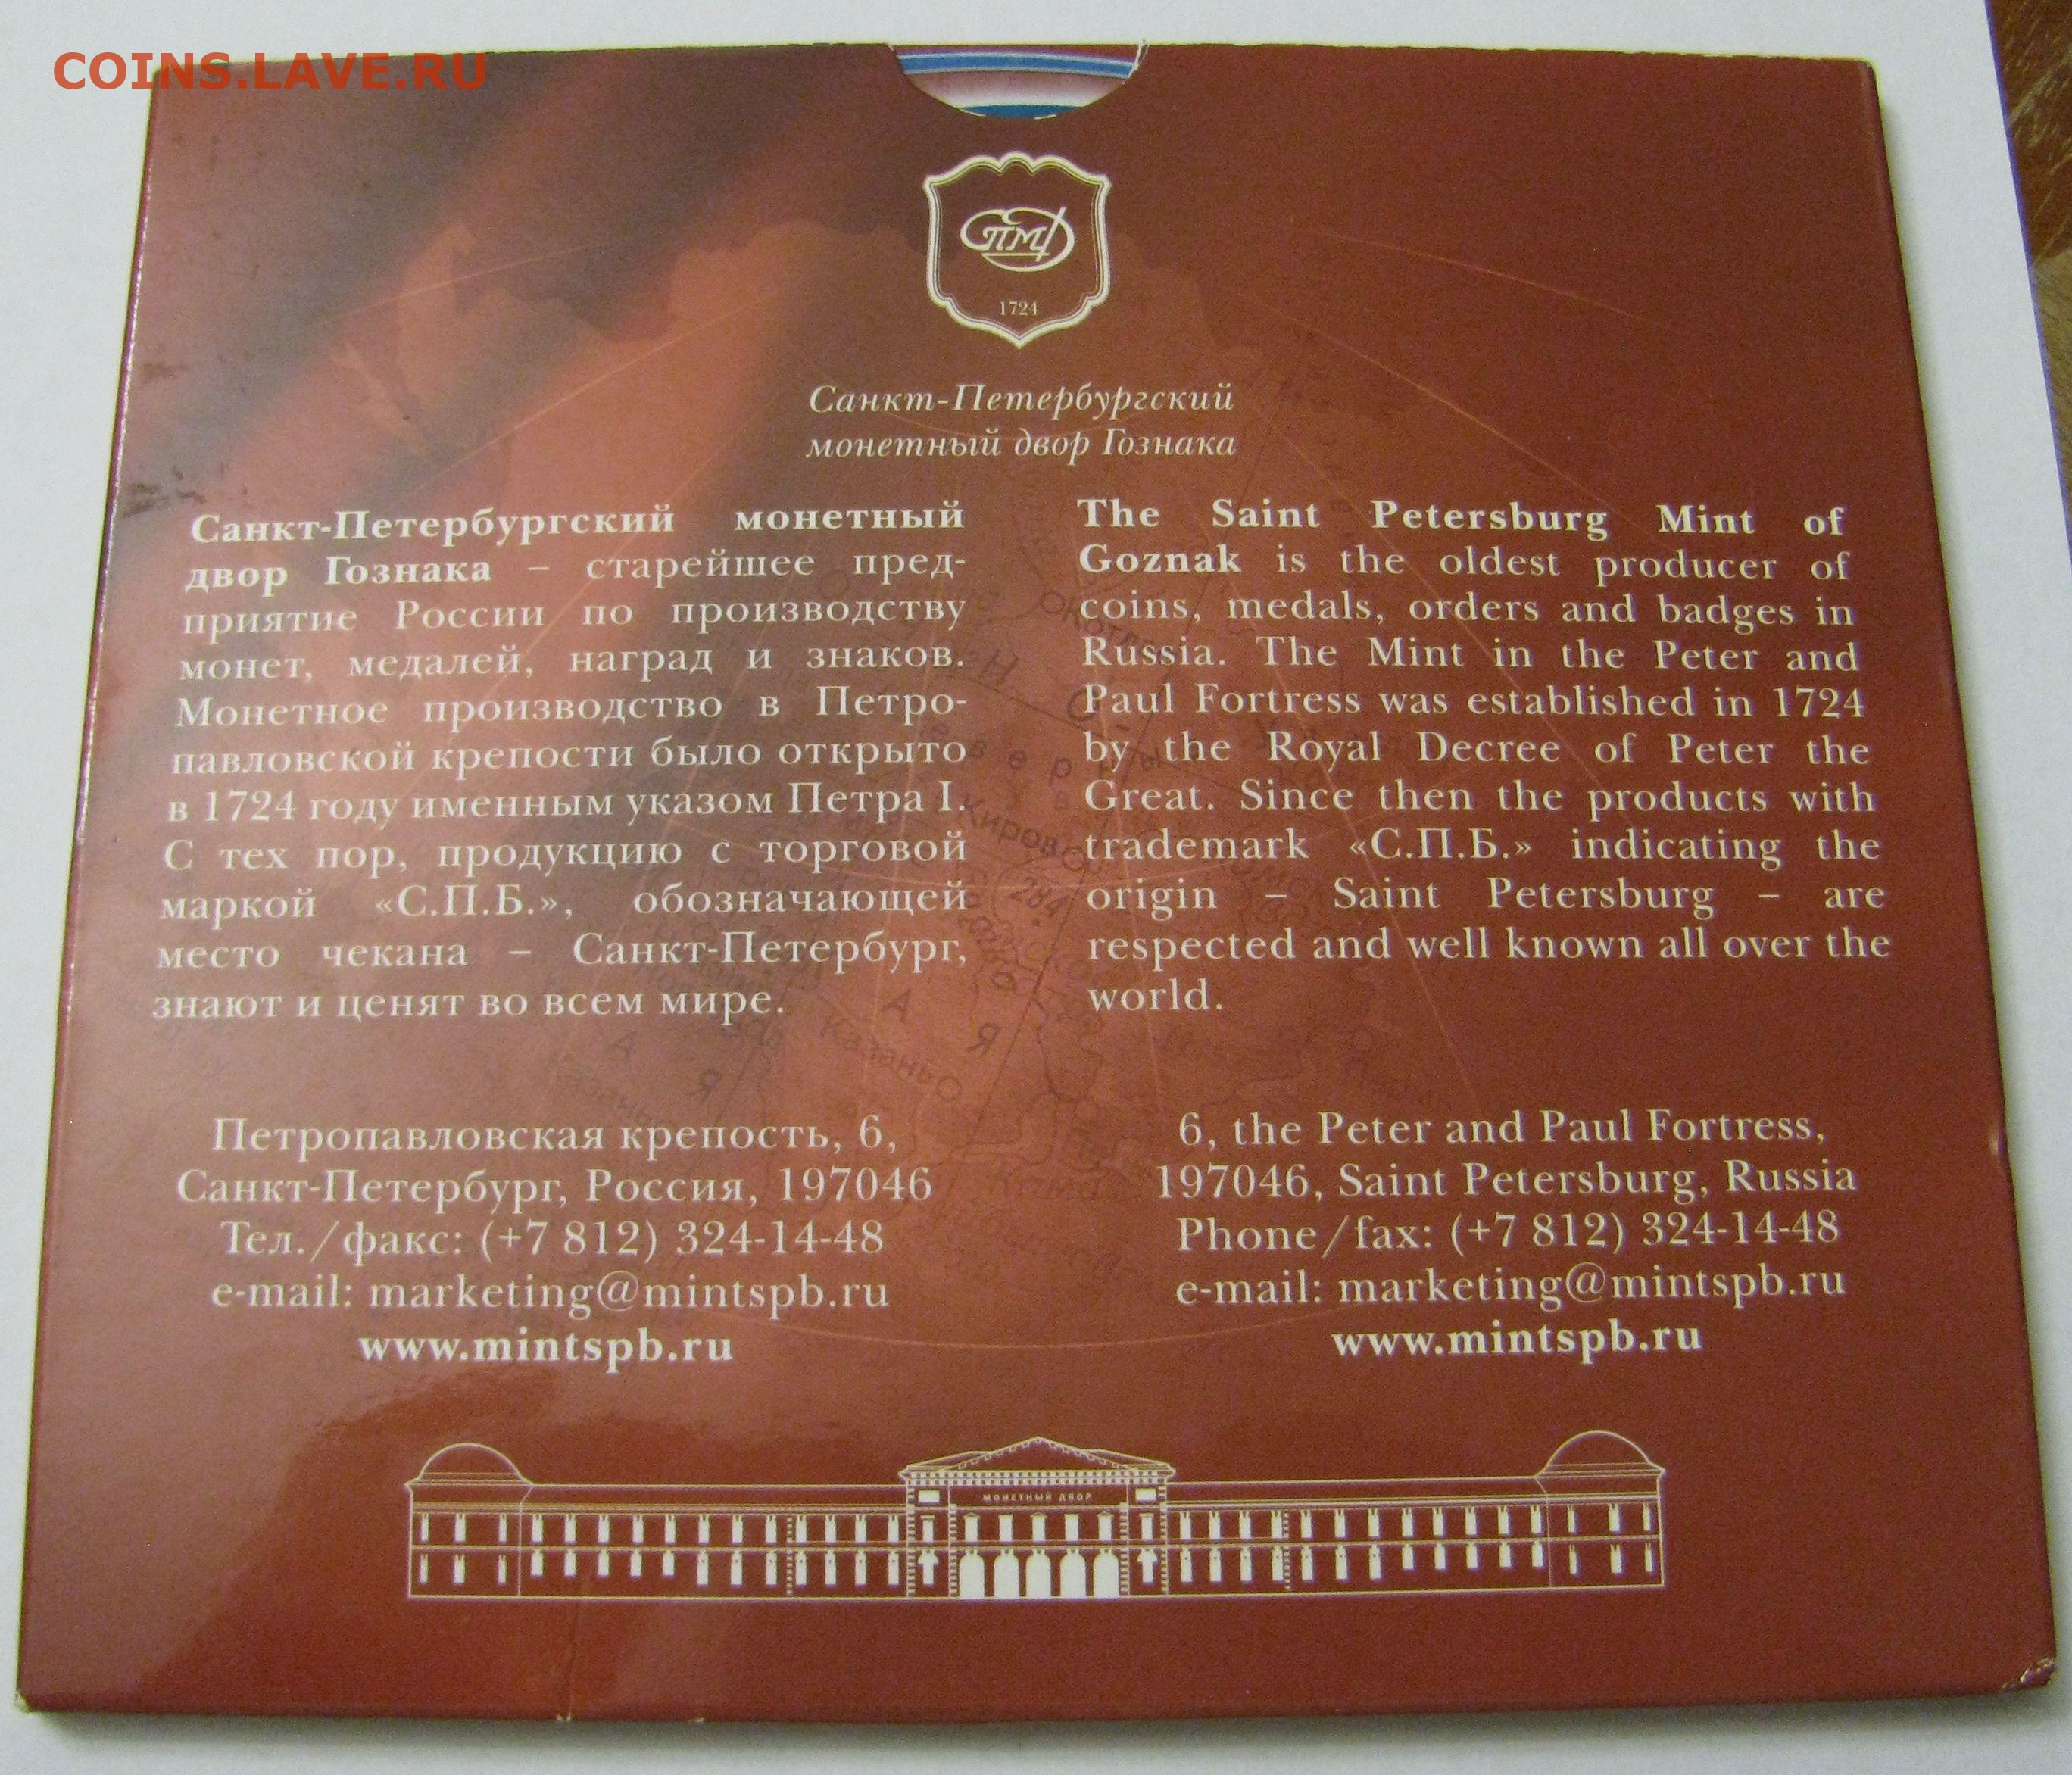 COINS.LAVE.RU
СПМД
1724
Санкт-Петербургский
монетный двор Гознака
Санкт-Петербургский монетный
двор Гознака – старейшее пред-
приятие России по производству
монет, медалей, наград и знаков.
Монетное производство в Петро-
павловской крепости было открыто
в 1724 году именным указом Петра I.
С тех пор, продукцию с торговой
маркой «С.П.Б.», обозначающей
место чекана – Санкт-Петербург,
знают и ценят во всем мире.
The Saint Petersburg Mint of
Goznak is the oldest producer of
coins, medals, orders and badges in
Russia. The Mint in the Peter and
Paul Fortress was established in 1724
by the Royal Decree of Peter the
Great. Since then the products with
trademark «С.П.Б.» indicating the
origin – Saint Petersburg – are
respected and well known all over the
world.
Петропавловская крепость, 6,
Санкт-Петербург, Россия, 197046
Тел./факс: (+7 812) 324-14-48
e-mail: marketing@mintspb.ru
www.mintspb.ru
6, the Peter and Paul Fortress,
197046, Saint Petersburg, Russia
Phone/fax: (+7 812) 324-14-48
e-mail: marketing@mintspb.ru
www.mintspb.ru
МОНЕТНЫЙ ДВОР